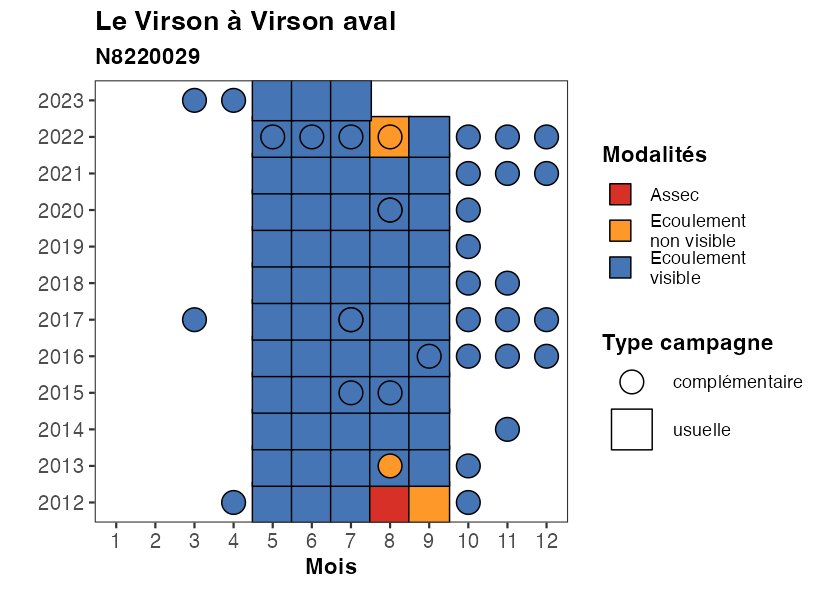 Le Virson à Virson aval
N8220029
2023
2022
2021
2020
2019
2018
2017
2016
2015
2014
2013
2012
1 2 3 4 5 6 7 8 9 10 11 12
Mois
Modalités
Assec
Ecoulement
non visible
Ecoulement
visible
Type campagne
complémentaire
usuelle